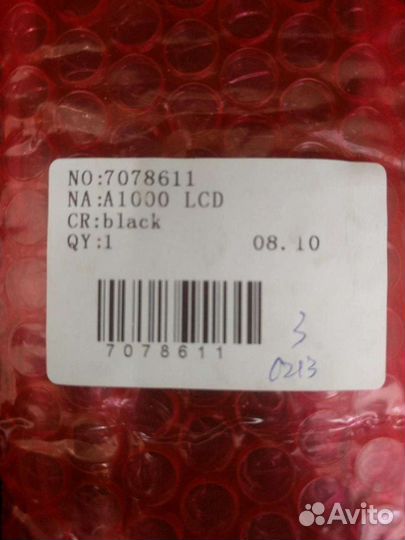 NO:7078611
NA:A1000 LCD
CR:black
QY:1 08.10
7078611
3
0213
Avito